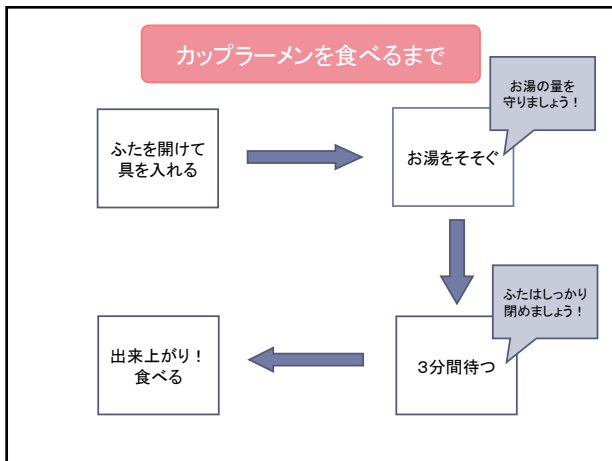 カップラーメンを食べるまで
お湯の量を
守りましょう！
ふたを開けて
具を入れる
お湯をそそぐ
ふたはしっかり
閉めましょう！
3分間待つ
出来上がり！
食べる